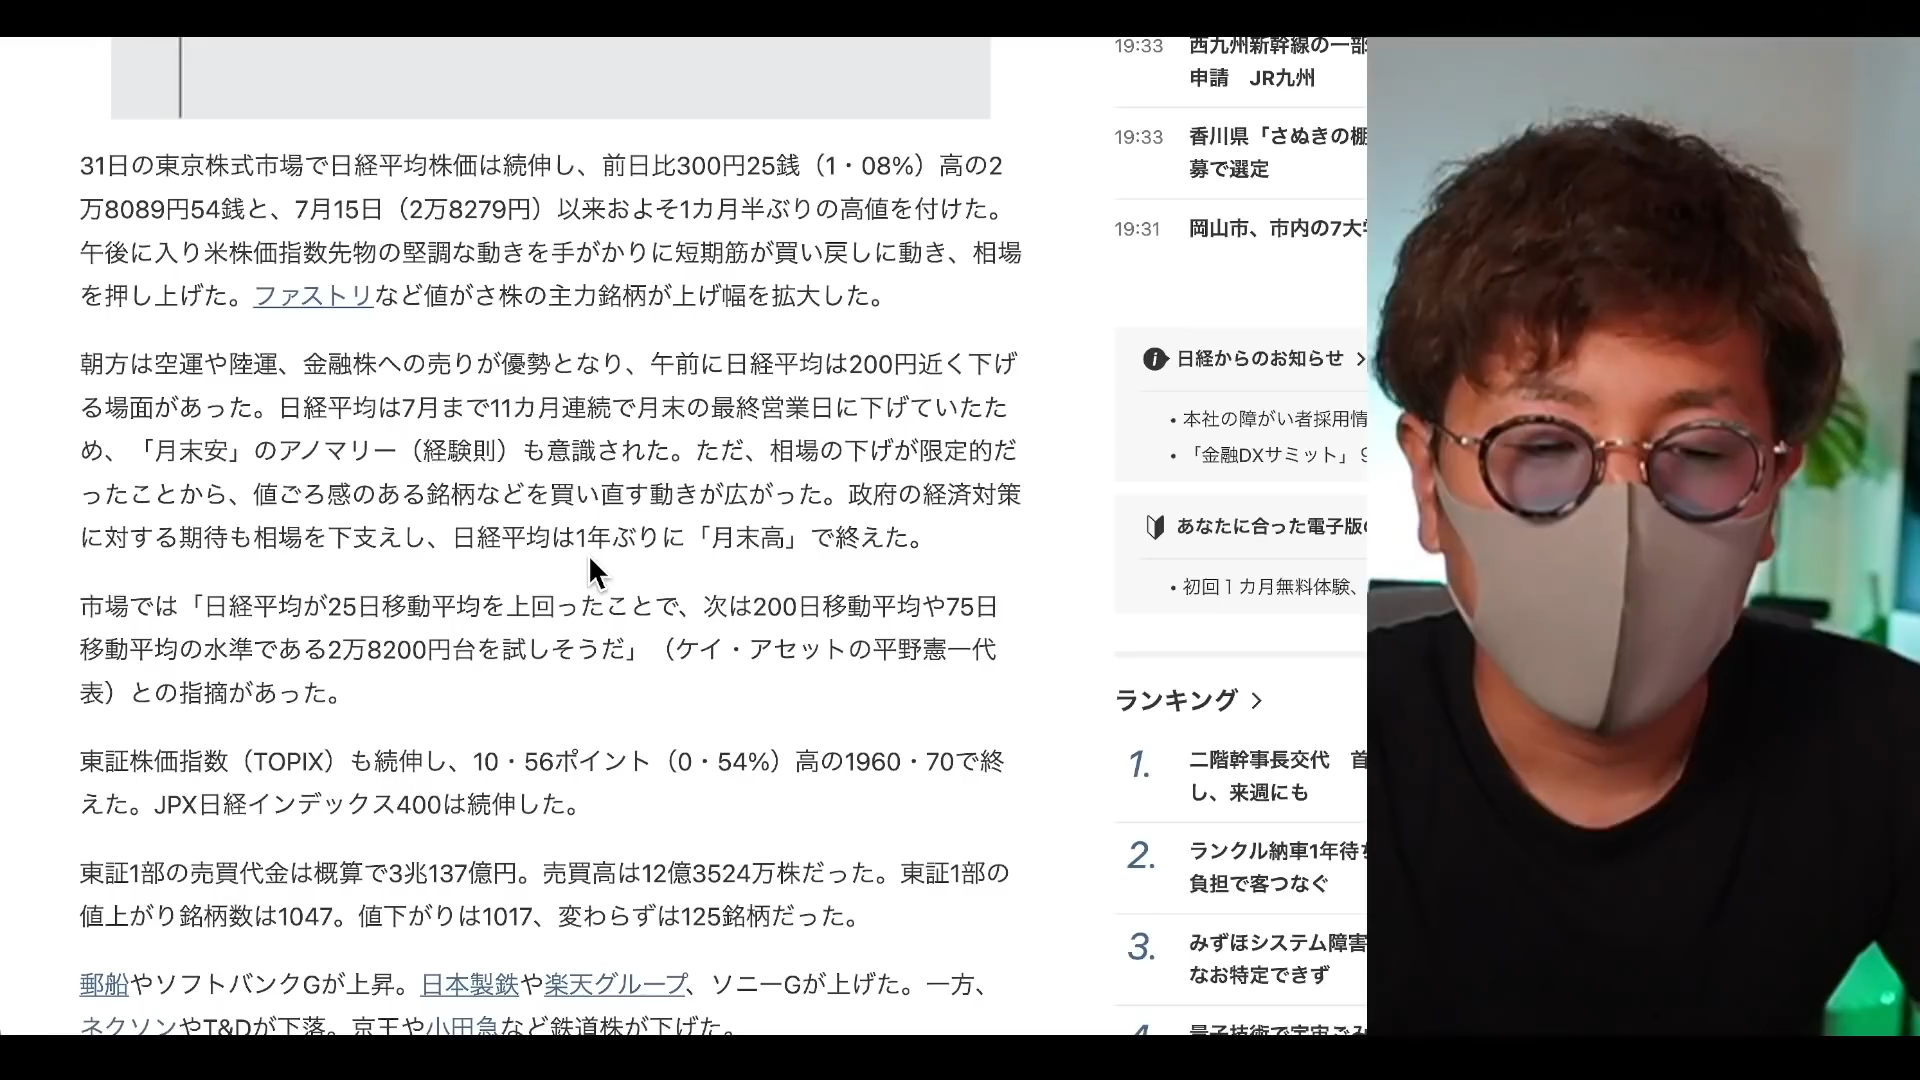 31日の東京株式市場で日経平均株価は続伸し、前日比300円25銭（1・08%）高の2
万8089円54銭と、7月15日（2万8279円）以来およそ1カ月半ぶりの高値を付けた。
午後に入り米株価指数先物の堅調な動きを手がかりに短期筋が買い戻しに動き、相場
を押し上げた。ファストリなど値がさ株の主力銘柄が上げ幅を拡大した。
朝方は空運や陸運、金融株への売りが優勢となり、午前に日経平均は200円近く下げ
る場面があった。日経平均は7月まで11カ月連続で月末の最終営業日に下げていたた
め、「月末安」のアノマリー（経験則）も意識された。ただ、相場の下げが限定的だ
ったことから、値ごろ感のある銘柄などを買い直す動きが広がった。政府の経済対策
に対する期待も相場を下支えし、日経平均は1年ぶりに「月末高」で終えた。
市場では「日経平均が25日移動平均を上回ったことで、次は200日移動平均や75日
移動平均の水準である2万8200円台を試しそうだ」（ケイ・アセットの平野憲一代
表）との指摘があった。
東証株価指数（TOPIX）も続伸し、10・56ポイント（0・54%）高の1960・70で終
えた。JPX日経インデックス400は続伸した。
東証1部の売買代金は概算で3兆137億円。売買高は12億3524万株だった。東証1部の
値上がり銘柄数は1047。値下がりは1017、変わらずは125銘柄だった。
郵船やソフトバンクGが上昇。日本製鉄や楽天グループ、ソニーGが上げた。一方、
ネクソンやT&Dが下落。京王や小田急など鉄道株が下げた。
19:33 西九州新幹線の一部
申請 JR九州
19:33 香川県「さぬきの棚
募で選定
19:31 岡山市、市内の7大
日経からのお知らせ
・本社の障がい者採用情
・「金融DXサミット」9
あなたに合った電子版
・初回1カ月無料体験、
ランキング
1. 二階幹事長交代 首
し、来週にも
2. ランクル納車1年待
負担で客つなぐ
3. みずほシステム障害
なお特定できず